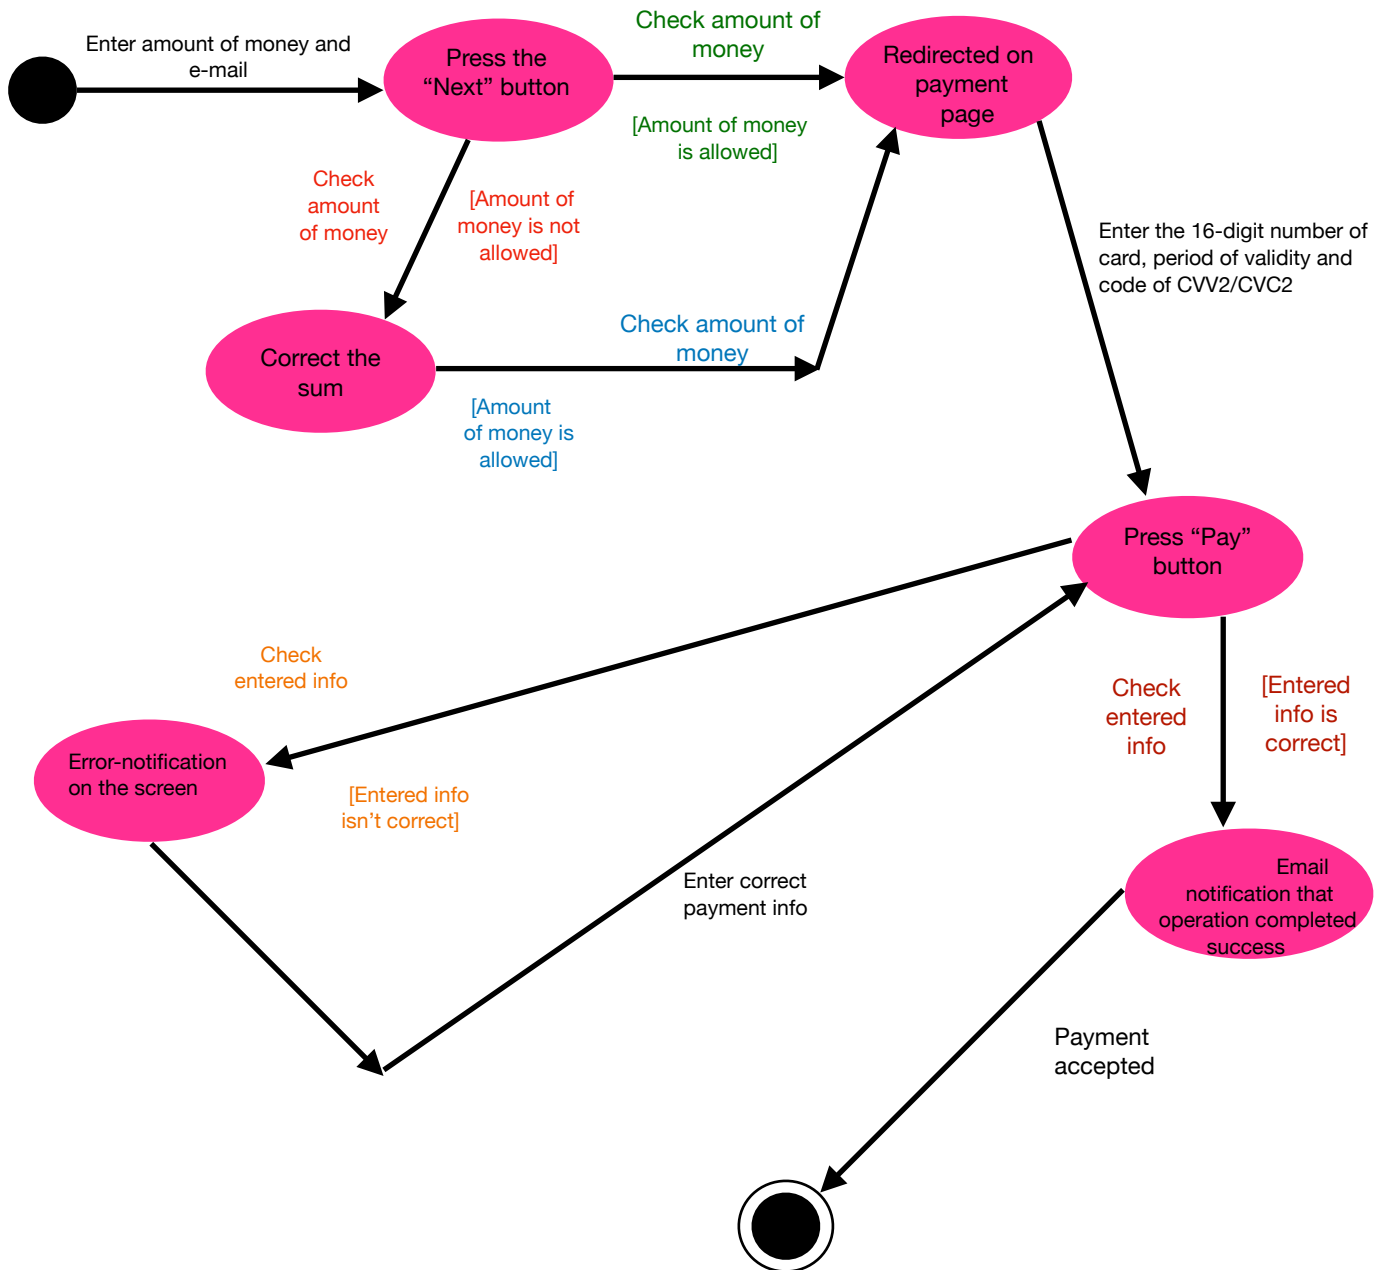 Enter amount of money and
e-mail
Press the
“Next” button
Check amount of
money
[Amount of money
is allowed]
Redirected on
payment
page
Check
amount
of money
[Amount of
money is not
allowed]
Enter the 16-digit number of
card, period of validity and
code of CVV2/CVC2
Correct the
sum
Check amount of
money
[Amount
of money is
allowed]
Press “Pay”
button
Check
entered info
[Entered info
isn’t correct]
Check
entered
info
[Entered
info is
correct]
Error-notification
on the screen
Enter correct
payment info
Email
notification that
operation completed
success
Payment
accepted